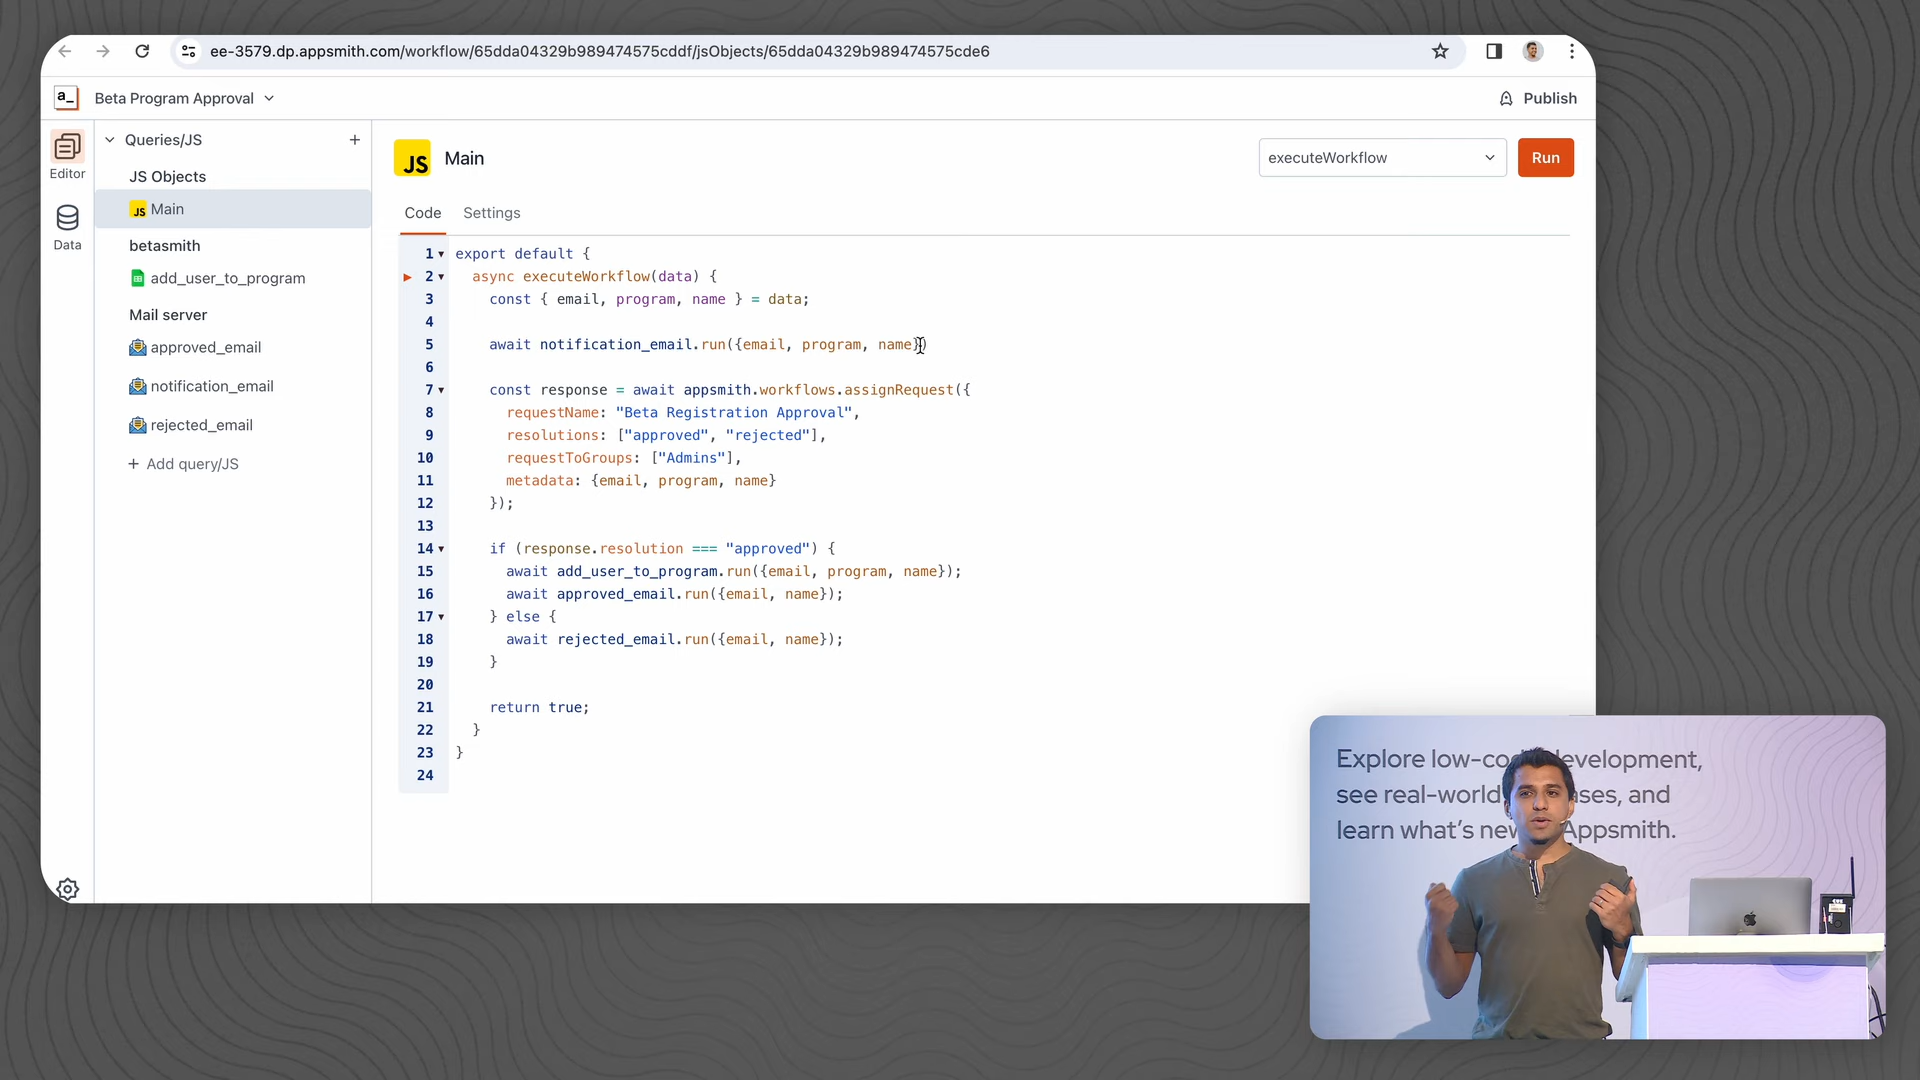 ee-3579.dp.appsmith.com/workflow/65dda04329b989474575cddf/jsObjects/65dda04329b989474575cde6
a_ Beta Program Approval
Publish
Editor
Data
Queries/JS
JS Objects
JS Main
betasmith
add_user_to_program
Mail server
approved_email
notification_email
rejected_email
+ Add query/JS
JS Main
executeWorkflow
Run
Code Settings
1 export default {
2 async executeWorkflow(data) {
3 const { email, program, name } = data;
4
5 await notification_email.run({email, program, name})
6
7 const response = await appsmith.workflows.assignRequest({
8 requestName: "Beta Registration Approval",
9 resolutions: ["approved", "rejected"],
10 requestToGroups: ["Admins"],
11 metadata: {email, program, name}
12 });
13
14 if (response.resolution === "approved") {
15 await add_user_to_program.run({email, program, name});
16 await approved_email.run({email, name});
17 } else {
18 await rejected_email.run({email, name});
19 }
20
21 return true;
22 }
23 }
24
Explore low-co evelopment,
see real-world ases, and
learn what's new Appsmith.